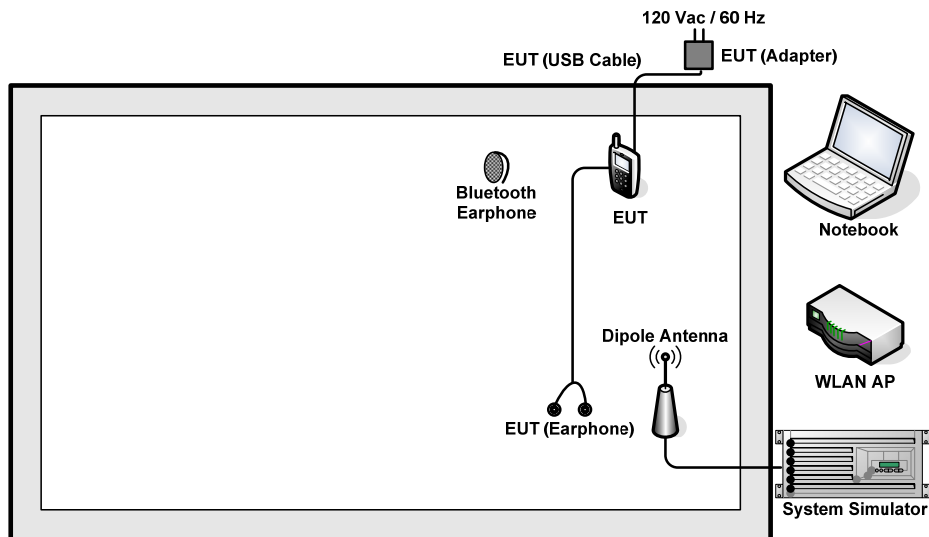 120 Vac / 60 Hz
EUT (USB Cable)
EUT (Adapter)
Bluetooth
Earphone
EUT
Notebook
Dipole Antenna
WLAN AP
EUT (Earphone)
System Simulator